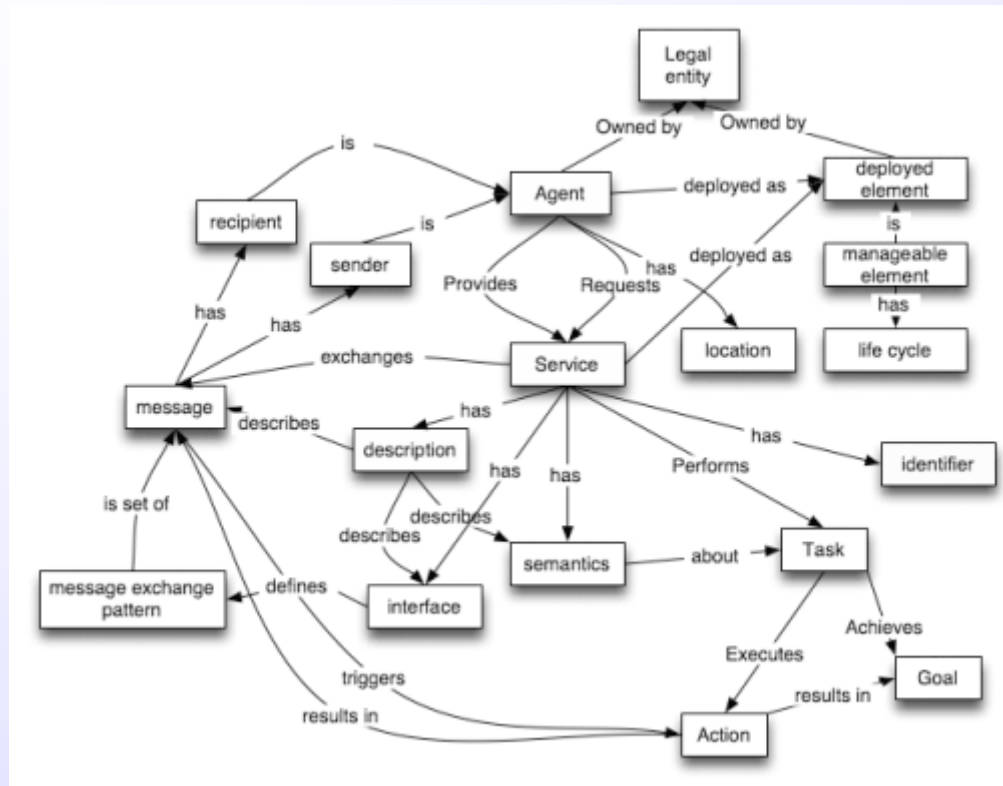 Legal
entity
Owned by
Owned by
is
Agent
deployed as
deployed
element
recipient
is
is
sender
deployed as
manageable
element
Provides
Requests
has
has
has
has
exchanges
Service
location
life cycle
message
describes
has
description
has
identifier
has
has
Performs
is set of
describes
describes
semantics
about
Task
message exchange
pattern
defines
interface
Achieves
Executes
triggers
Goal
results in
results in
Action